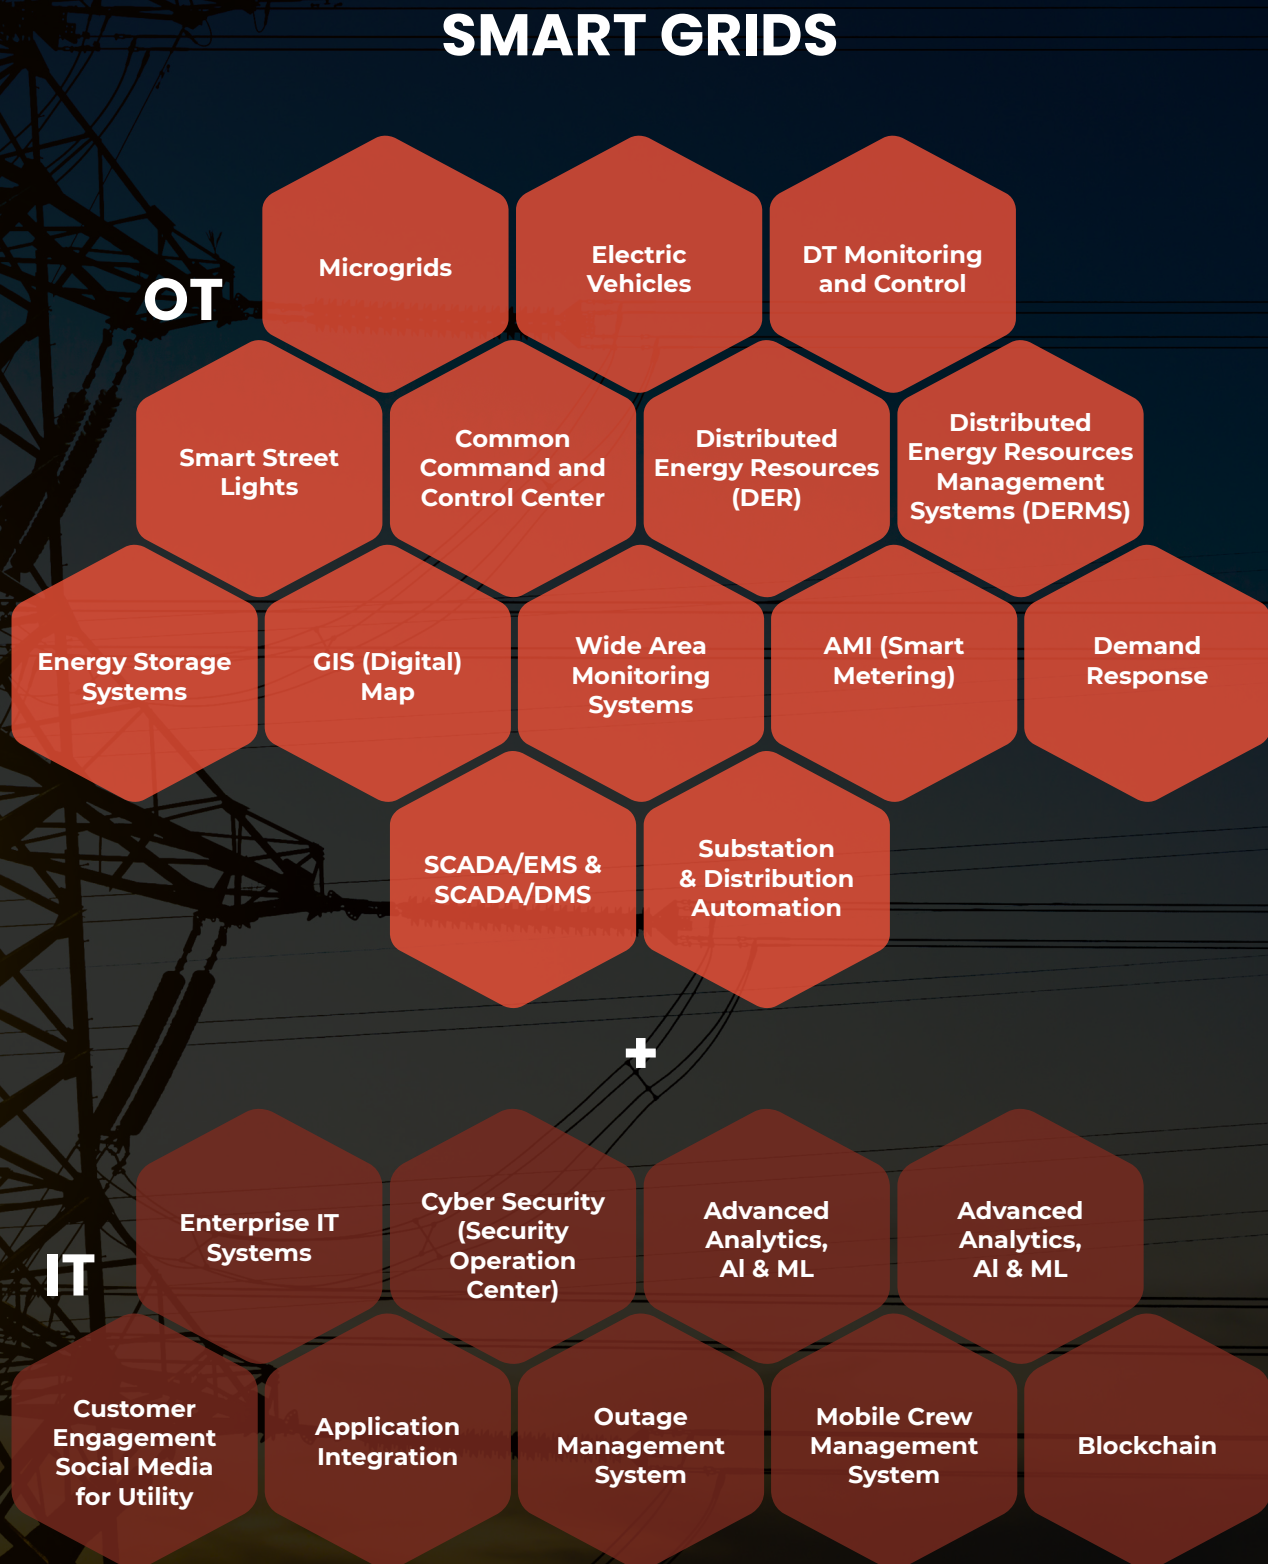 SMART GRIDS
OT
Microgrids
Electric
Vehicles
DT Monitoring
and Control
Smart Street
Lights
Common
Command and
Control Center
Distributed
Energy Resources
(DER)
Distributed
Energy Resources
Management
Systems (DERMS)
Energy Storage
Systems
GIS (Digital)
Map
Wide Area
Monitoring
Systems
AMI (Smart
Metering)
Demand
Response
SCADA/EMS &
SCADA/DMS
Substation
& Distribution
Automation
+
IT
Enterprise IT
Systems
Cyber Security
(Security
Operation
Center)
Advanced
Analytics,
AI & ML
Advanced
Analytics,
AI & ML
Customer
Engagement
Social Media
for Utility
Application
Integration
Outage
Management
System
Mobile Crew
Management
System
Blockchain